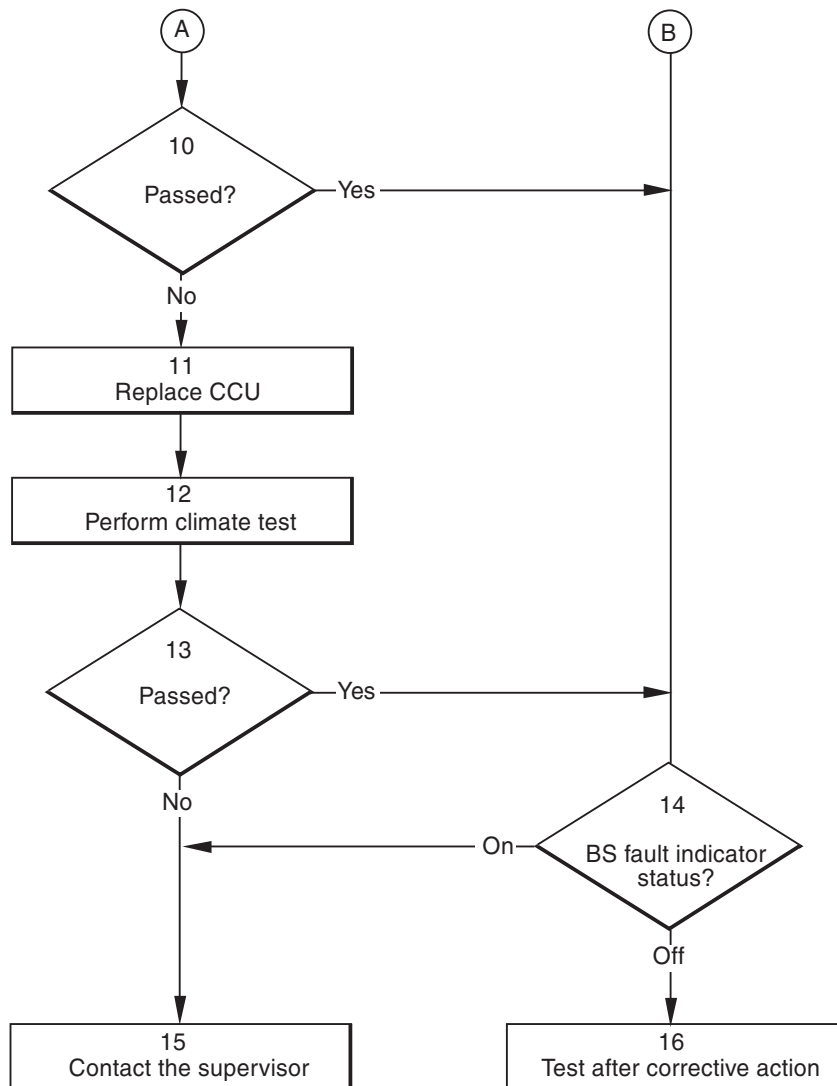 A
B
10
Passed?
Yes
No
11
Replace CCU
12
Perform climate test
13
Passed?
Yes
No
14
BS fault indicator
status?
On
Off
15
Contact the supervisor
16
Test after corrective action